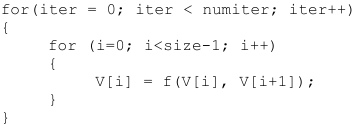 for(iter = 0; iter < numiter; iter++)
{
for (i=0; i<size-1; i++)
{
V[i] = f(V[i], V[i+1]);
}
}